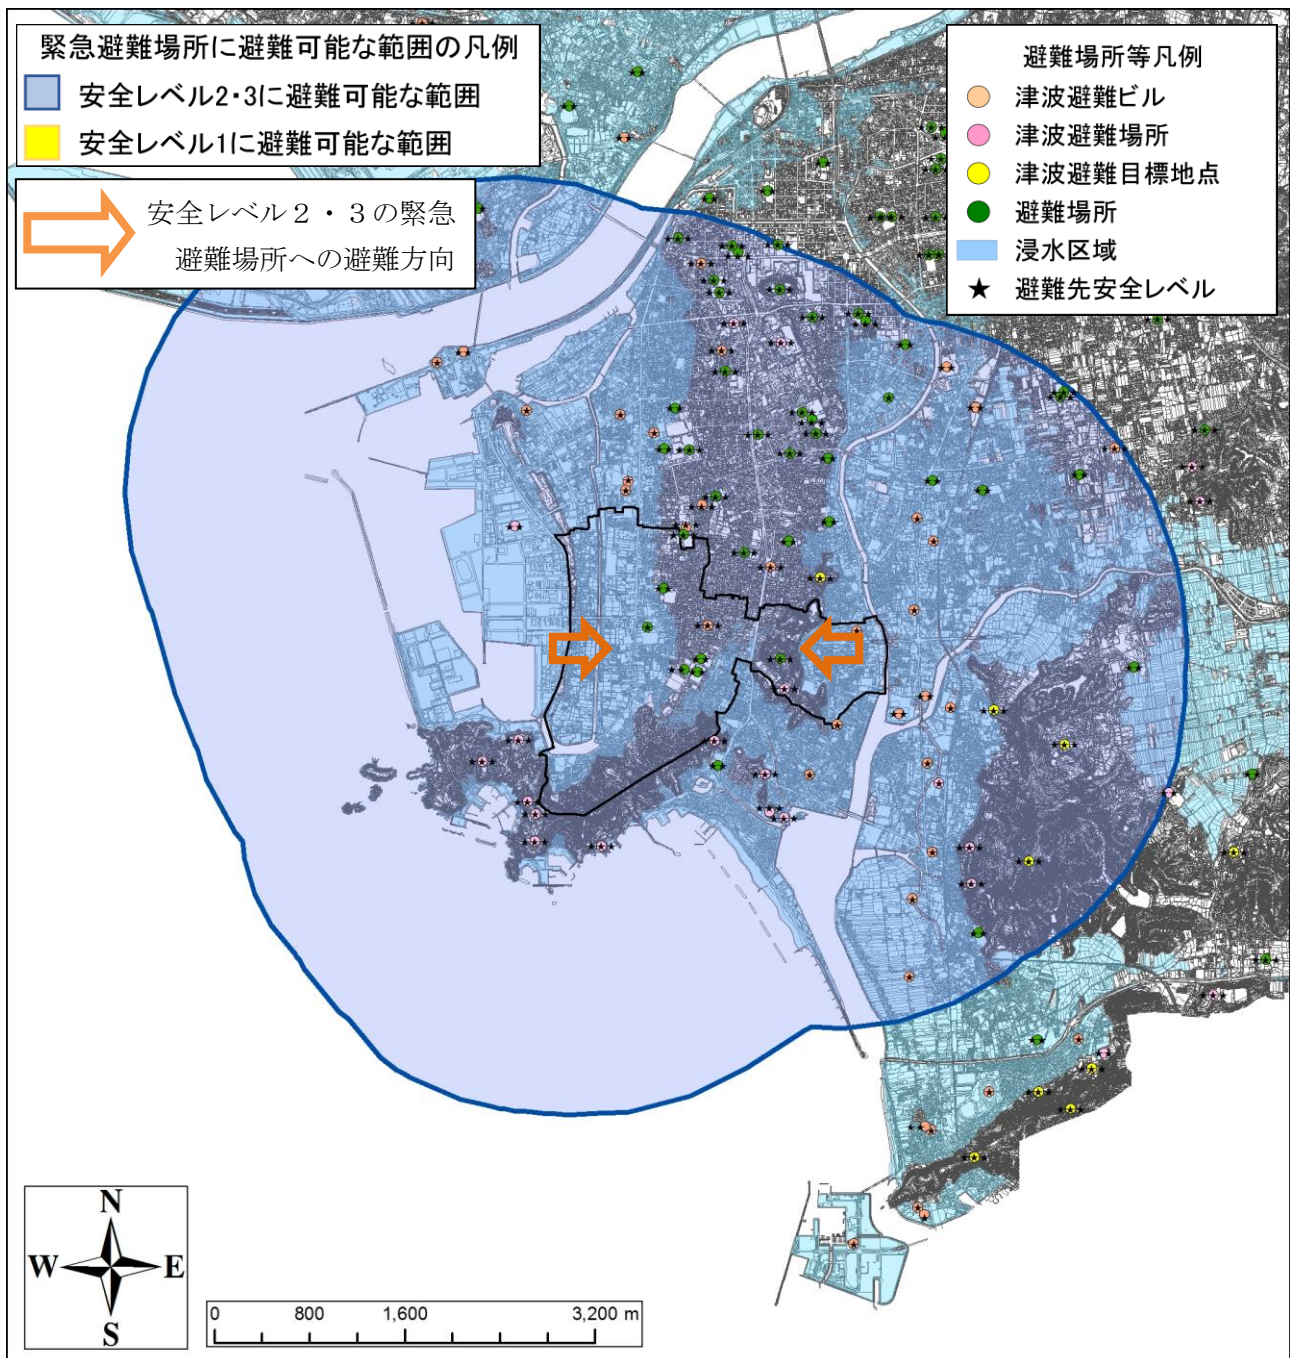 緊急避難場所に避難可能な範囲の凡例
安全レベル2・3に避難可能な範囲
安全レベル1に避難可能な範囲
安全レベル2・3の緊急
避難場所への避難方向
避難場所等凡例
津波避難ビル
津波避難場所
津波避難目標地点
避難場所
浸水区域
避難先安全レベル
N
W E
S
0 800 1,600 3,200 m